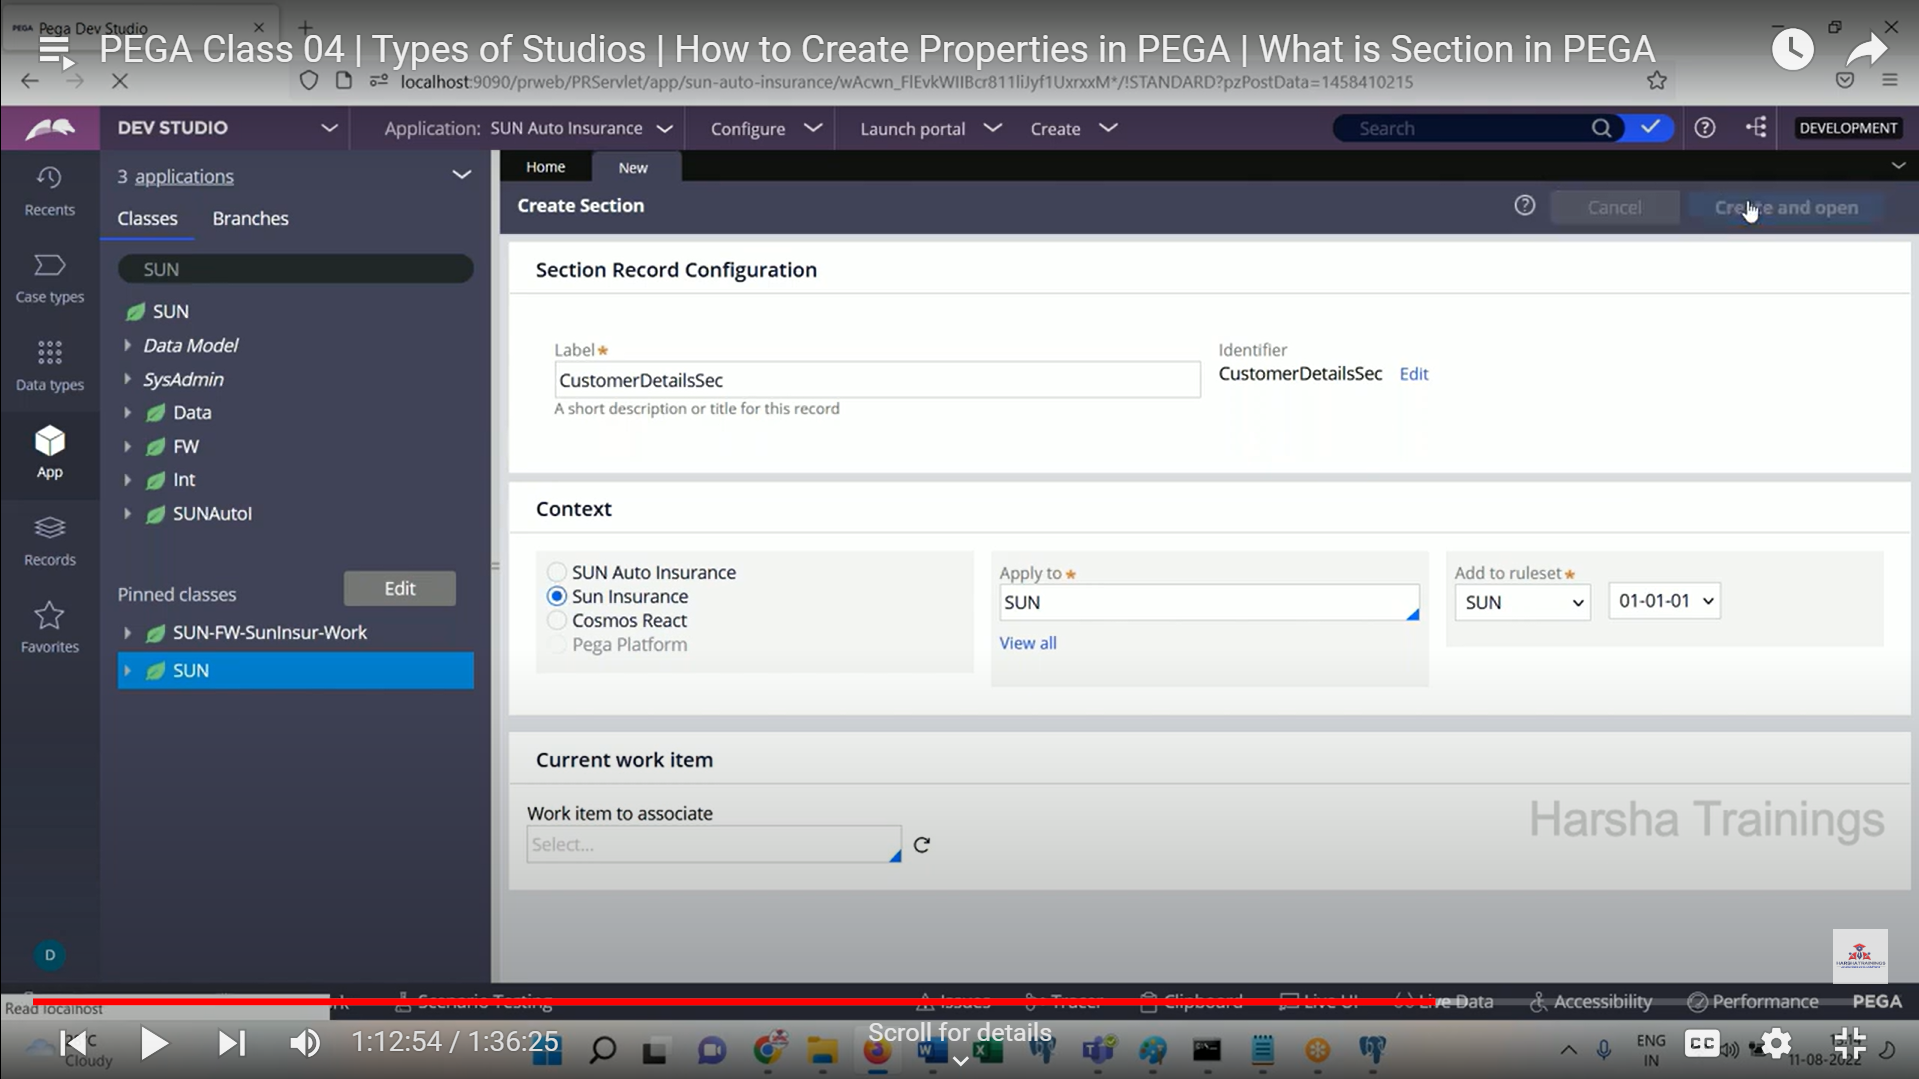 PEGA Pega Dev Studio
PEGA Class 04 | Types of Studios | How to Create Properties in PEGA | What is Section in PEGA
localhost:9090/prweb/PRServlet/app/sun-auto-insurance/
DEV STUDIO
Application: SUN Auto Insurance
Configure
Launch portal
Create
Search
DEVELOPMENT
Recents
Case types
Data types
App
Records
Favorites
D
3 applications
Classes Branches
SUN
SUN
Data Model
SysAdmin
Data
FW
Int
SUNAutoI
Pinned classes Edit
SUN-FW-SunInsur-Work
SUN
Home New
Create Section
Cancel Create and open
Section Record Configuration
Label*
CustomerDetailsSec
A short description or title for this record
Identifier
CustomerDetailsSec Edit
Context
SUN Auto Insurance
Sun Insurance
Cosmos React
Pega Platform
Apply to*
SUN
View all
Add to ruleset*
SUN 01-01-01
Current work item
Work item to associate
Select...
Harsha Trainings
HARSHA TRAININGS
Read localhost
Scenario Testing Issues Tracer Clipboard Live UI Live Data Accessibility Performance PEGA
1:12:54 / 1:36:25
Scroll for details
Cloudy
ENG
IN
CC
11-08-2022